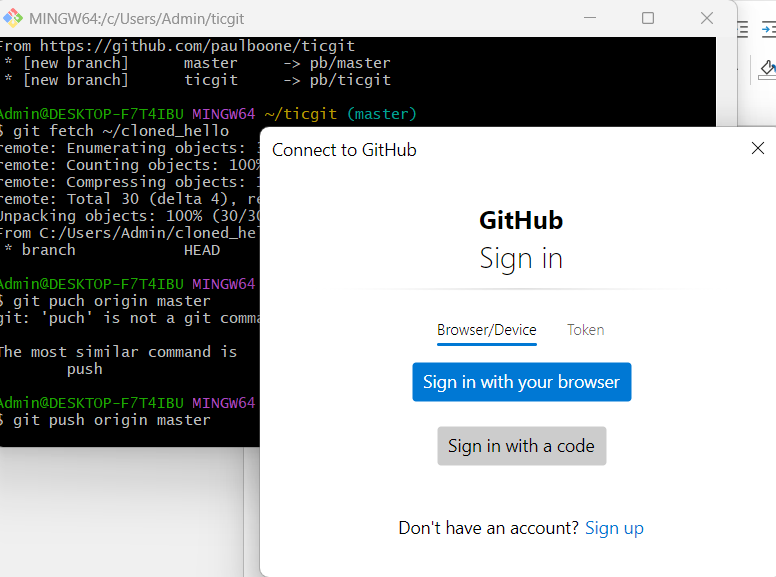 MINGW64:/c/Users/Admin/ticgit
From https://github.com/paulboone/ticgit
* [new branch] master -> pb/master
* [new branch] ticgit -> pb/ticgit
Admin@DESKTOP-F7T4IBU MINGW64 ~/ticgit (master)
$ git fetch ~/cloned_hello
remote: Enumerating objects: 3
remote: Counting objects: 100%
remote: Compressing objects: 1
remote: Total 30 (delta 4), re
Unpacking objects: 100% (30/30
From C:/Users/Admin/cloned_hel
* branch HEAD
Admin@DESKTOP-F7T4IBU MINGW64
$ git puch origin master
git: 'puch' is not a git comma
The most similar command is
push
Admin@DESKTOP-F7T4IBU MINGW64
$ git push origin master
Connect to GitHub
GitHub
Sign in
Browser/Device Token
Sign in with your browser
Sign in with a code
Don't have an account? Sign up